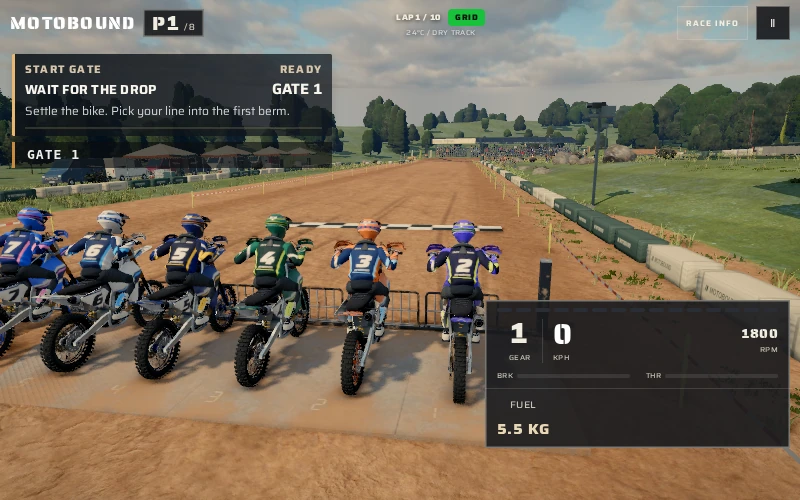 MOTOBOUND P1 / 8
LAP 1 / 10 GRID
24°C / DRY TRACK
RACE INFO
START GATE READY
WAIT FOR THE DROP GATE 1
Settle the bike. Pick your line into the first berm.
GATE 1
7 6 5 4 3 2
1 0 1800
GEAR KPH RPM
BRK THR
FUEL
5.5 KG
2
1